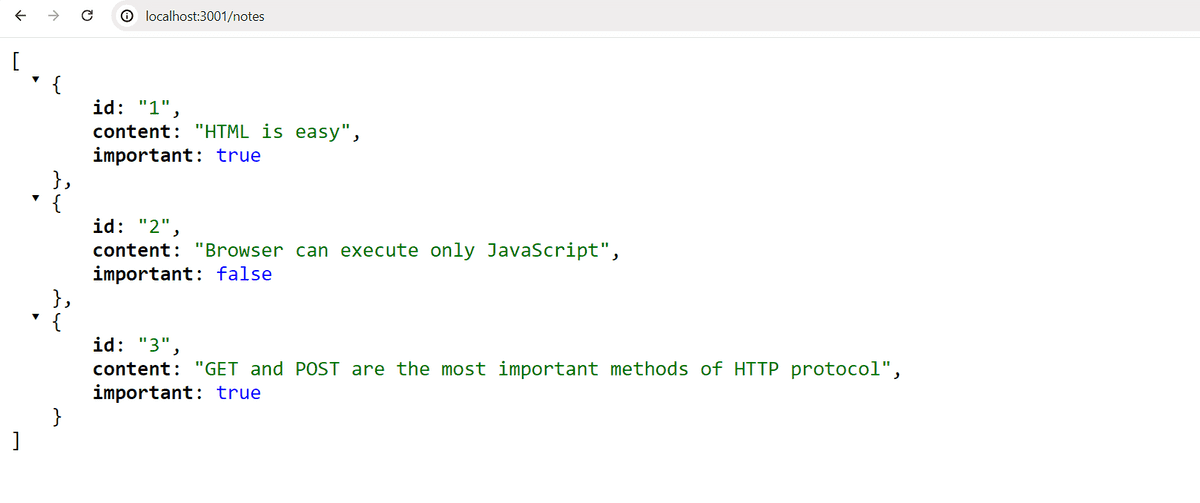 localhost:3001/notes
[
{
id: "1",
content: "HTML is easy",
important: true
},
{
id: "2",
content: "Browser can execute only JavaScript",
important: false
},
{
id: "3",
content: "GET and POST are the most important methods of HTTP protocol",
important: true
}
]